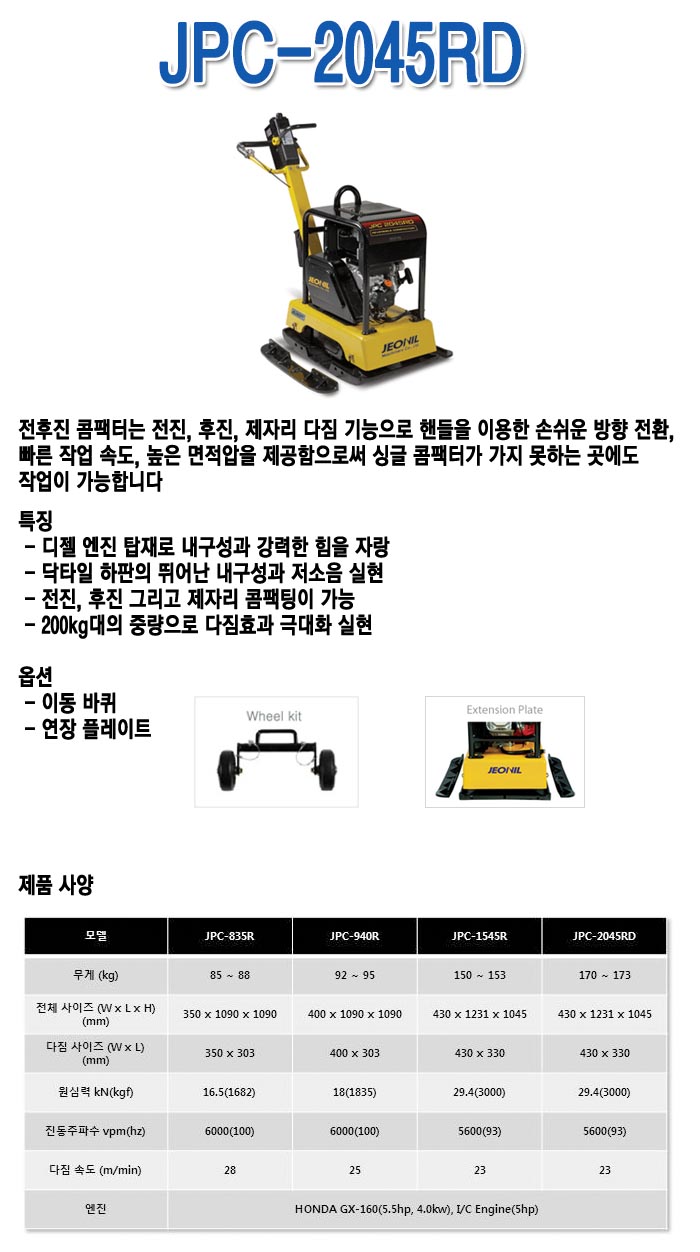 JPC-2045RD
JPC 2045RD
JEONIL
JEONIL
Machinery Co., Ltd
전후진 콤팩터는 전진, 후진, 제자리 다짐 기능으로 핸들을 이용한 손쉬운 방향 전환,
빠른 작업 속도, 높은 면적압을 제공함으로써 싱글 콤팩터가 가지 못하는 곳에도
작업이 가능합니다
특징
- 디젤 엔진 탑재로 내구성과 강력한 힘을 자랑
- 닥타일 하판의 뛰어난 내구성과 저소음 실현
- 전진, 후진 그리고 제자리 콤팩팅이 가능
- 200kg대의 중량으로 다짐효과 극대화 실현
옵션
- 이동 바퀴
- 연장 플레이트
Wheel kit
Extension Plate
JEONIL
제품 사양
모델 JPC-835R JPC-940R JPC-1545R JPC-2045RD
무게 (kg) 85 ~ 88 92 ~ 95 150 ~ 153 170 ~ 173
전체 사이즈 (W x L x H)
(mm) 350 x 1090 x 1090 400 x 1090 x 1090 430 x 1231 x 1045 430 x 1231 x 1045
다짐 사이즈 (W x L)
(mm) 350 x 303 400 x 303 430 x 330 430 x 330
원심력 kN(kgf) 16.5(1682) 18(1835) 29.4(3000) 29.4(3000)
진동주파수 vpm(hz) 6000(100) 6000(100) 5600(93) 5600(93)
다짐 속도 (m/min) 28 25 23 23
엔진 HONDA GX-160(5.5hp, 4.0kw), I/C Engine(5hp)